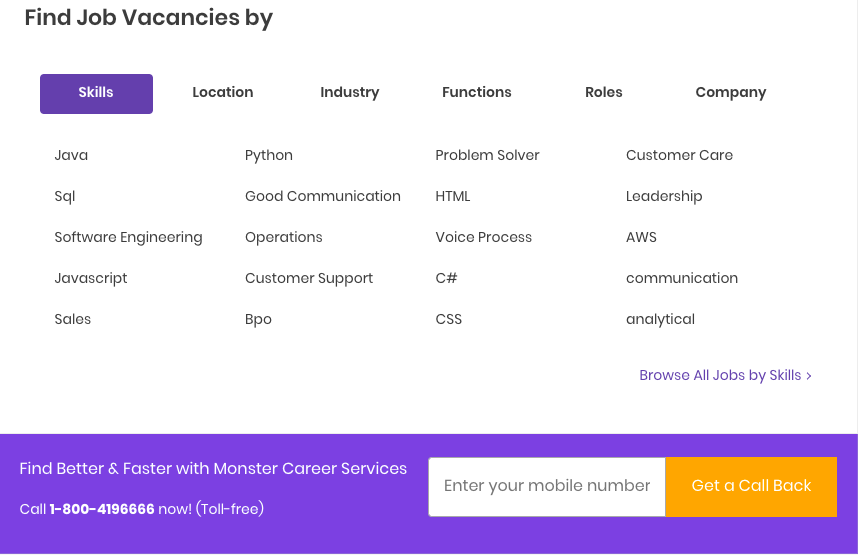 Find Job Vacancies by
Skills Location Industry Functions Roles Company
Java Python Problem Solver Customer Care
Sql Good Communication HTML Leadership
Software Engineering Operations Voice Process AWS
Javascript Customer Support C# communication
Sales Bpo CSS analytical
Browse All Jobs by Skills >
Find Better & Faster with Monster Career Services
Call 1-800-4196666 now! (Toll-free)
Enter your mobile number Get a Call Back